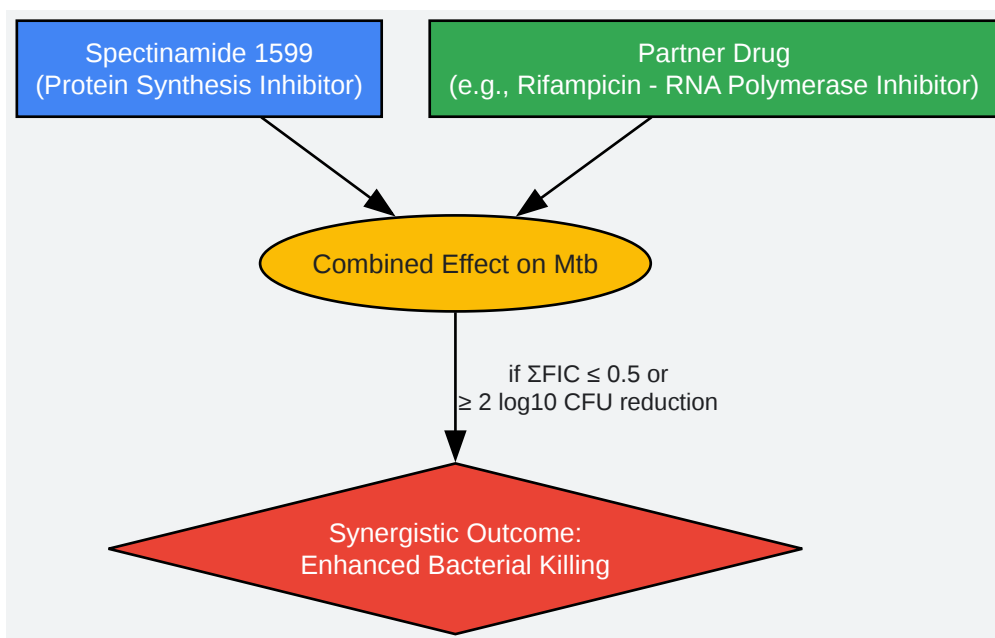 Spectinamide 1599
(Protein Synthesis Inhibitor)
Partner Drug
(e.g., Rifampicin - RNA Polymerase Inhibitor)
Combined Effect on Mtb
if ΣFIC ≤ 0.5 or
≥ 2 log10 CFU reduction
Synergistic Outcome:
Enhanced Bacterial Killing